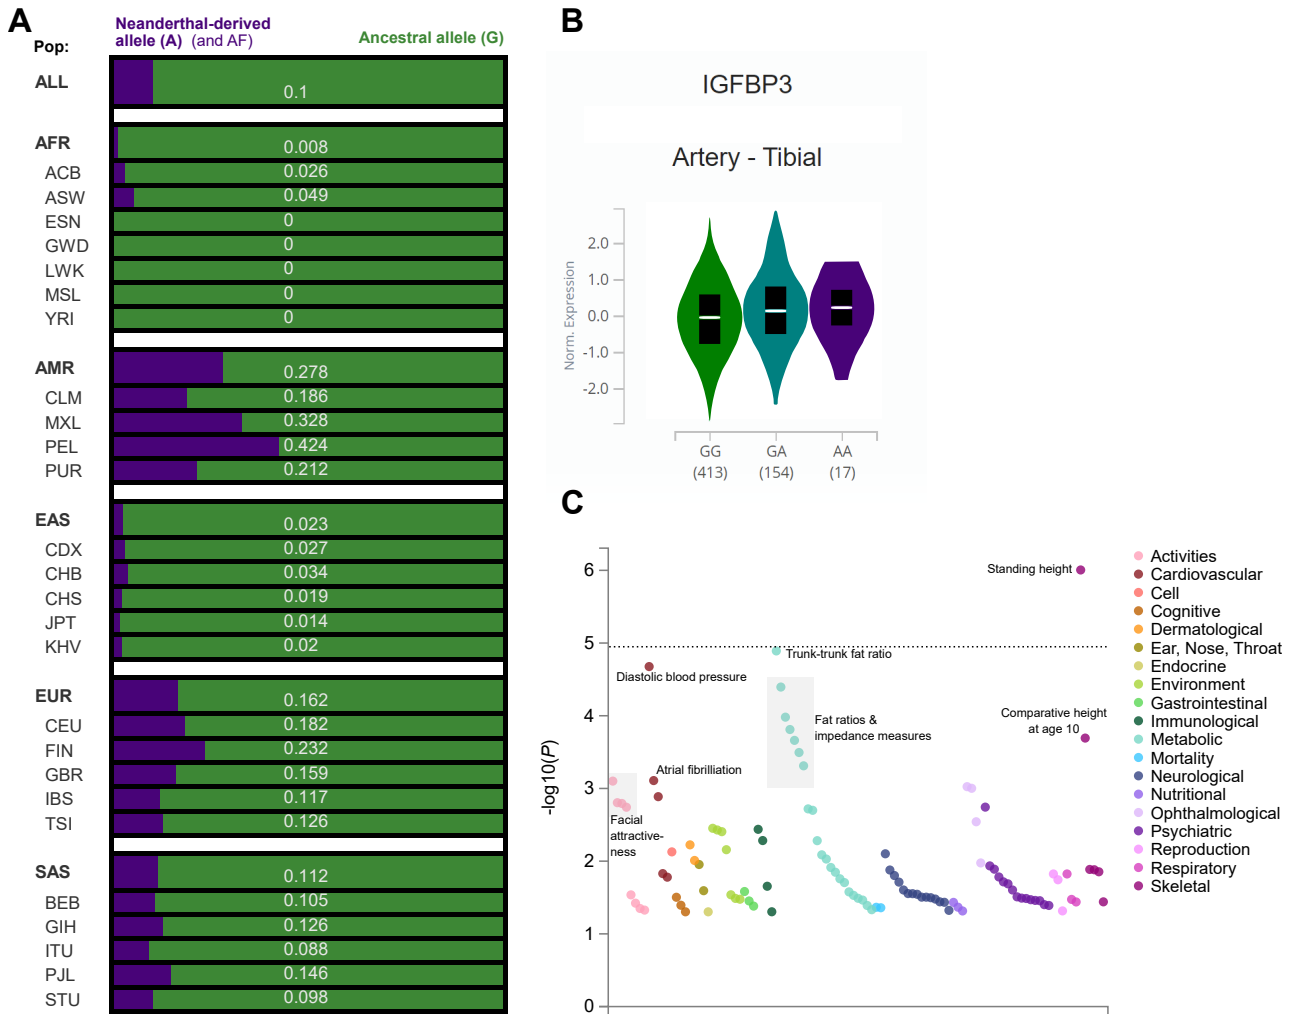 A
Neanderthal-derived
allele (A) (and AF)
Ancestral allele (G)
Pop:
ALL 0.1
AFR 0.008
ACB 0.026
ASW 0.049
ESN 0
GWD 0
LWK 0
MSL 0
YRI 0
AMR 0.278
CLM 0.186
MXL 0.328
PEL 0.424
PUR 0.212
EAS 0.023
CDX 0.027
CHB 0.034
CHS 0.019
JPT 0.014
KHV 0.02
EUR 0.162
CEU 0.182
FIN 0.232
GBR 0.159
IBS 0.117
TSI 0.126
SAS 0.112
BEB 0.105
GIH 0.126
ITU 0.088
PJL 0.146
STU 0.098
B
IGFBP3
Artery - Tibial
Norm. Expression
2.0
1.0
0.0
-1.0
-2.0
GG GA AA
(413) (154) (17)
C
-log10(P)
6
5
4
3
2
1
0
Standing height
Trunk-trunk fat ratio
Diastolic blood pressure
Fat ratios &
impedance measures
Comparative height
at age 10
Atrial fibrilliation
Facial
attractive-
ness
Activities
Cardiovascular
Cell
Cognitive
Dermatological
Ear, Nose, Throat
Endocrine
Environment
Gastrointestinal
Immunological
Metabolic
Mortality
Neurological
Nutritional
Ophthalmological
Psychiatric
Reproduction
Respiratory
Skeletal